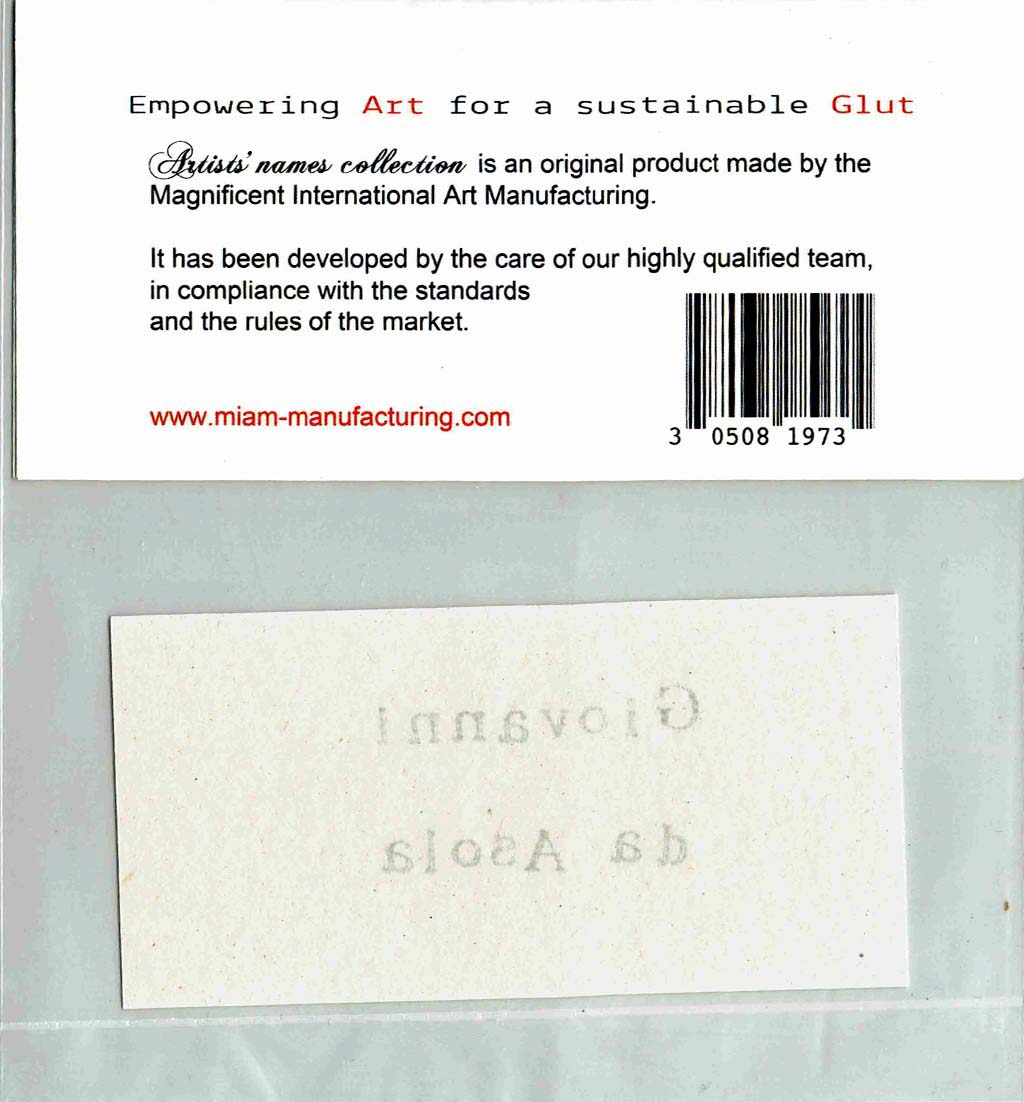 Empowering Art for a sustainable Glut
Artists' names collection is an original product made by the
Magnificent International Art Manufacturing.
It has been developed by the care of our highly qualified team,
in compliance with the standards
and the rules of the market.
www.miam-manufacturing.com
3 0508 1973
Giovanni
da Asola